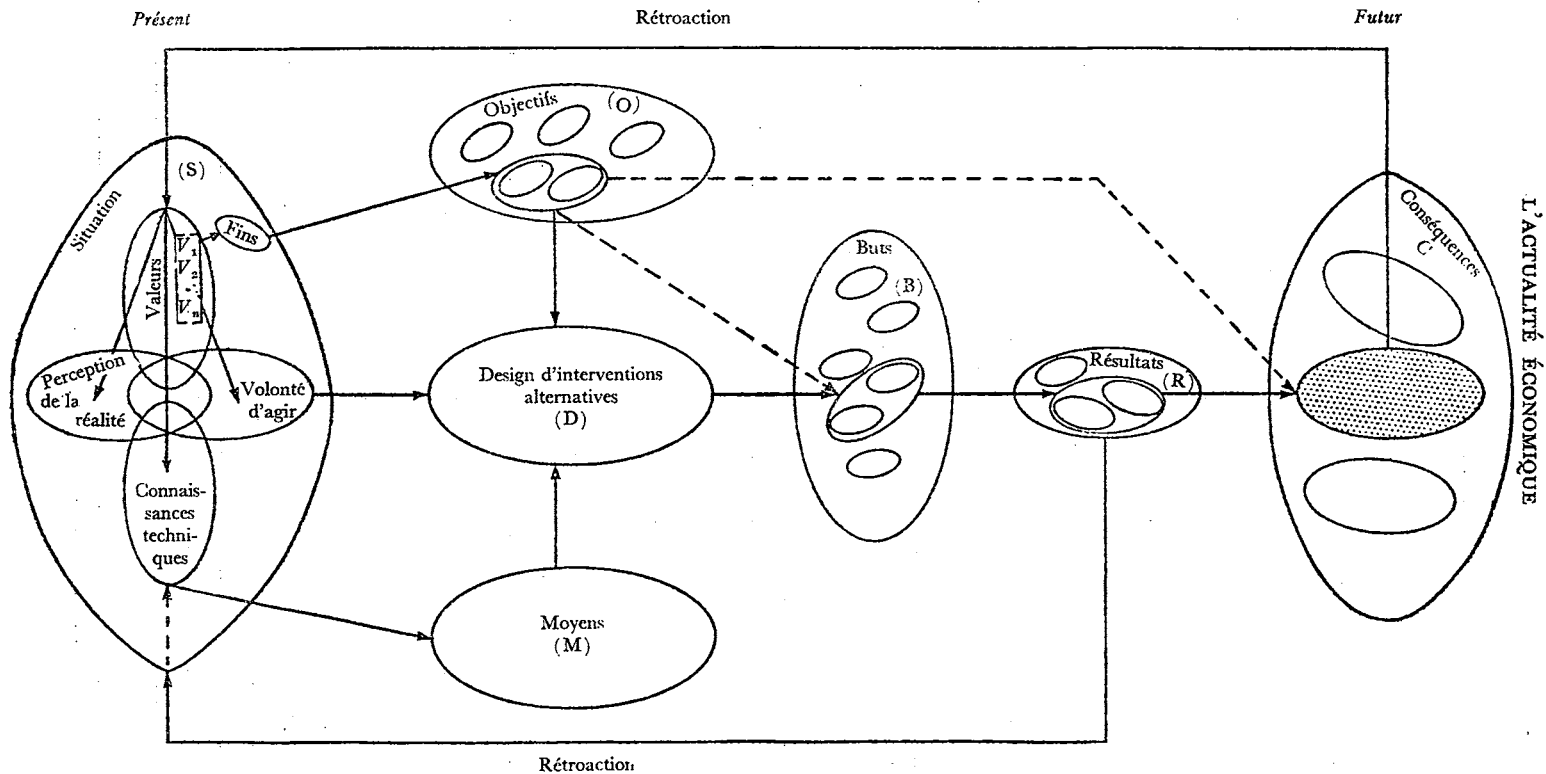 Présent
Rétroaction
Futur
Objectifs
(O)
(S)
Situation
Fins
Valeurs
V1
V2
Vn
Perception
de la
réalité
Volonté
d'agir
Connais-
sances
techni-
ques
Design d'interventions
alternatives
(D)
Moyens
(M)
Buts
(B)
Résultats
(R)
Conséquences
C
L'ACTUALITÉ ÉCONOMIQUE
Rétroaction